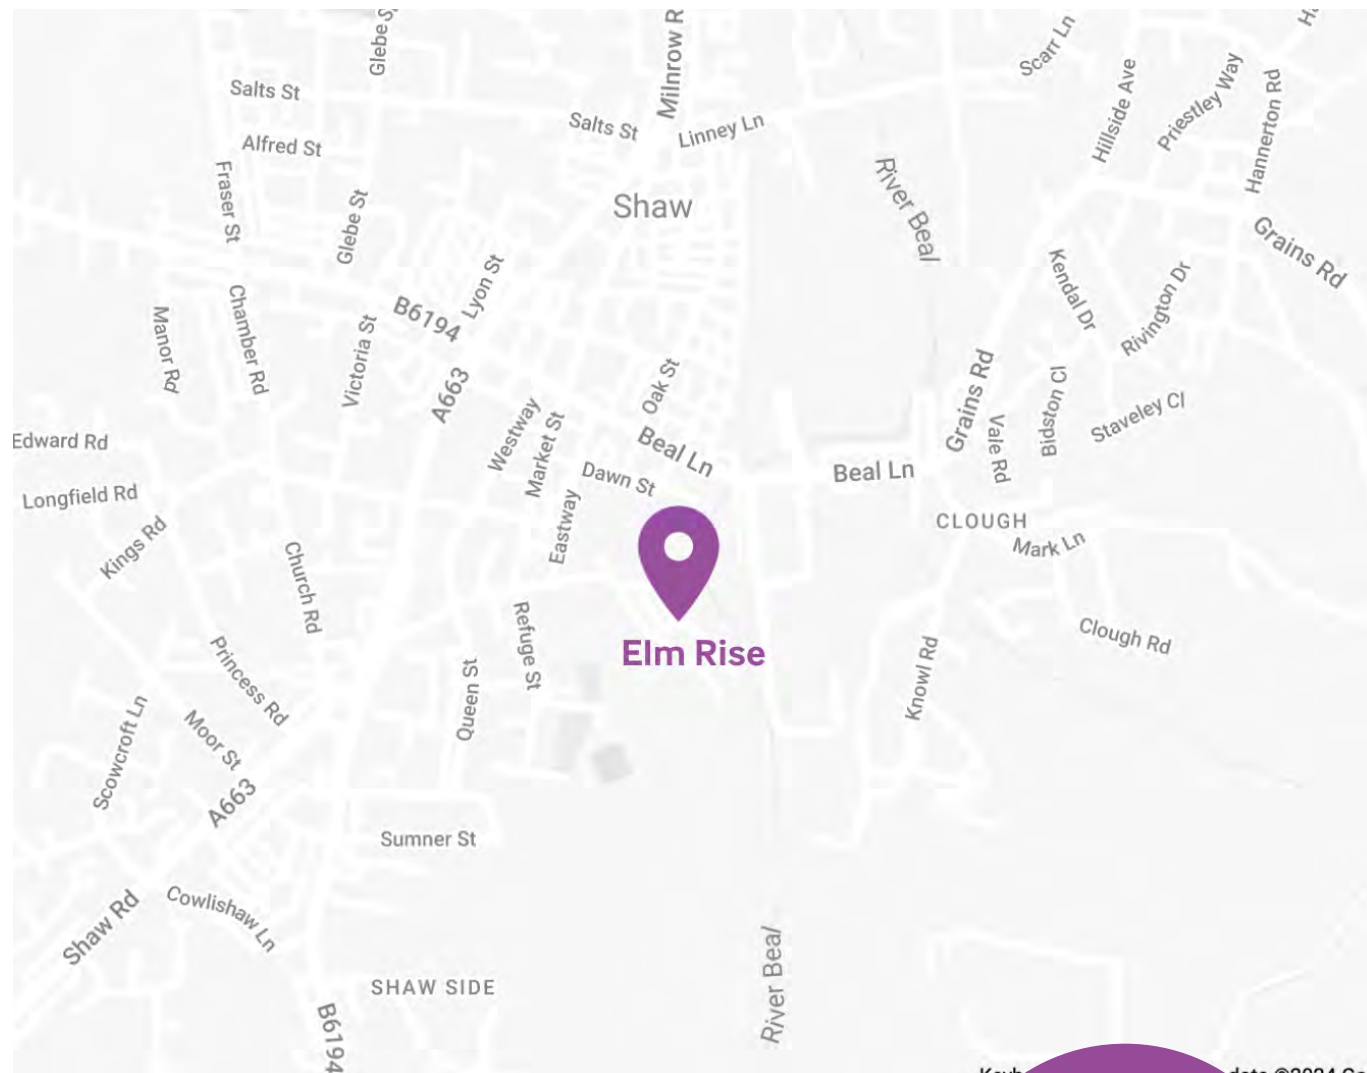 Glebe S
Milnrow R
Scarr Ln
Hillside Ave
Priestley Way
Hannerton Rd
Salts St
Salts St
Linney Ln
Alfred St
Fraser St
Glebe St
Shaw
River Beal
Grains Rd
Lyon St
B6194
Kendal Dr
Rivington Dr
Manor Rd
Chamber Rd
Victoria St
A663
Oak St
Grains Rd
Bidston Cl
Staveley Cl
Westway
Market St
Vale Rd
Edward Rd
Beal Ln
Beal Ln
Dawn St
Longfield Rd
Eastway
CLOUGH
Mark Ln
Kings Rd
Church Rd
Refuge St
Elm Rise
Clough Rd
Princess Rd
Queen St
Knowl Rd
Scowcroft Ln
Moor St
A663
Sumner St
Shaw Rd
Cowlishaw Ln
River Beal
SHAW SIDE
B6194
©2024